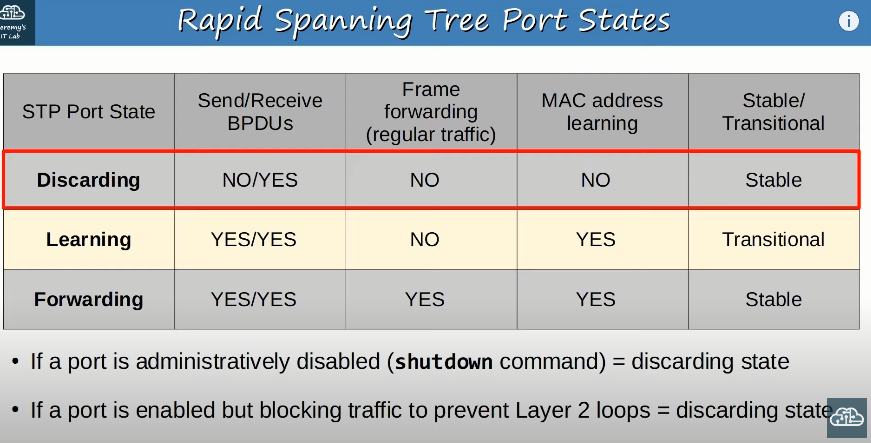 Jeremy's
IT Lab
Rapid Spanning Tree Port States
i
STP Port State
Send/Receive
BPDUs
Frame
forwarding
(regular traffic)
MAC address
learning
Stable/
Transitional
Discarding
NO/YES
NO
NO
Stable
Learning
YES/YES
NO
YES
Transitional
Forwarding
YES/YES
YES
YES
Stable
• If a port is administratively disabled (shutdown command) = discarding state
• If a port is enabled but blocking traffic to prevent Layer 2 loops = discarding state